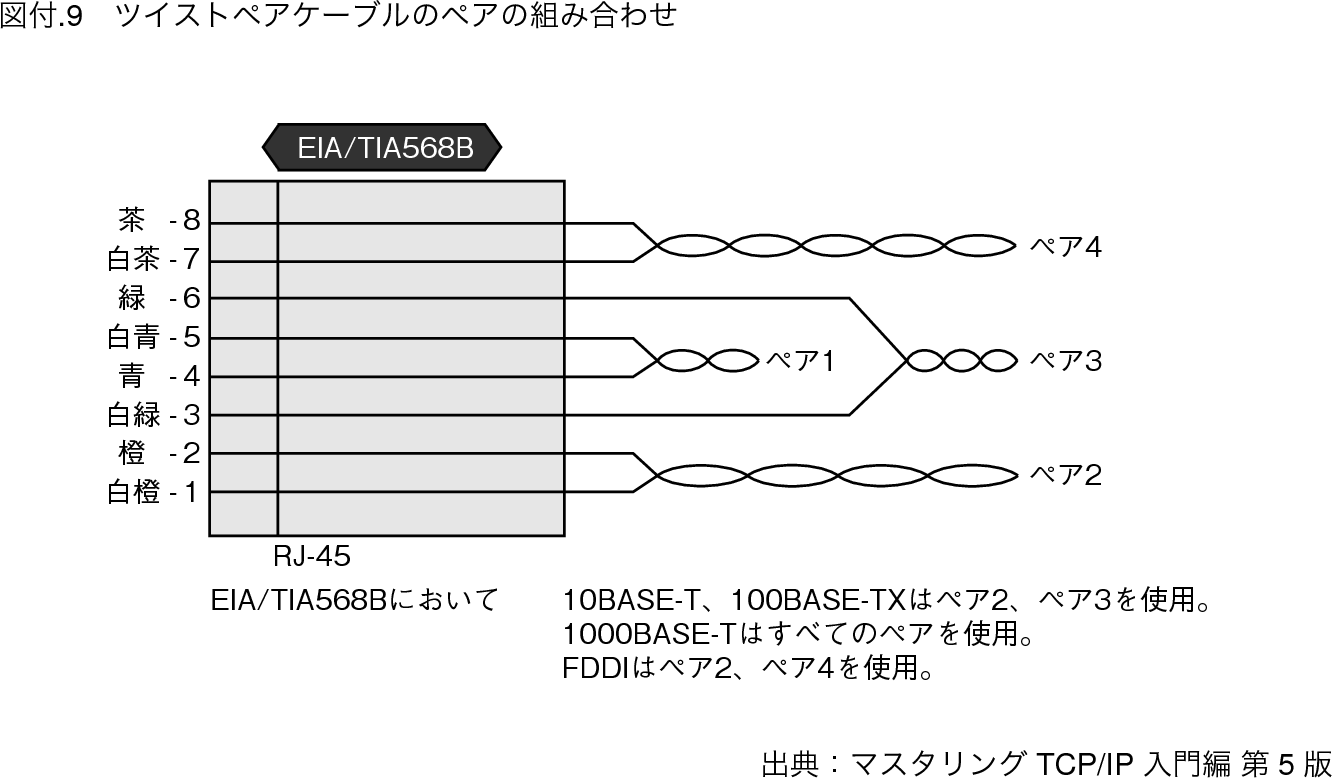 図付.9 ツイストペアケーブルのペアの組み合わせ
EIA/TIA568B
茶 -8
白茶 -7
緑 -6
白青 -5
青 -4
白緑 -3
橙 -2
白橙 -1
ペア4
ペア1
ペア3
ペア2
RJ-45
EIA/TIA568Bにおいて
10BASE-T、100BASE-TXはペア2、ペア3を使用。
1000BASE-Tはすべてのペアを使用。
FDDIはペア2、ペア4を使用。
出典：マスタリング TCP/IP 入門編 第 5 版